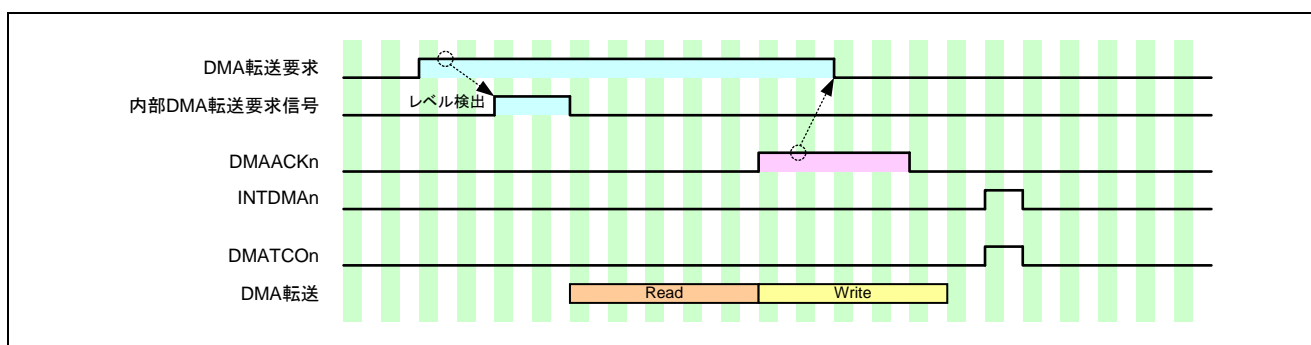 DMA転送要求
内部DMA転送要求信号
レベル検出
DMAACKn
INTDMAn
DMATCOn
DMA転送
Read
Write